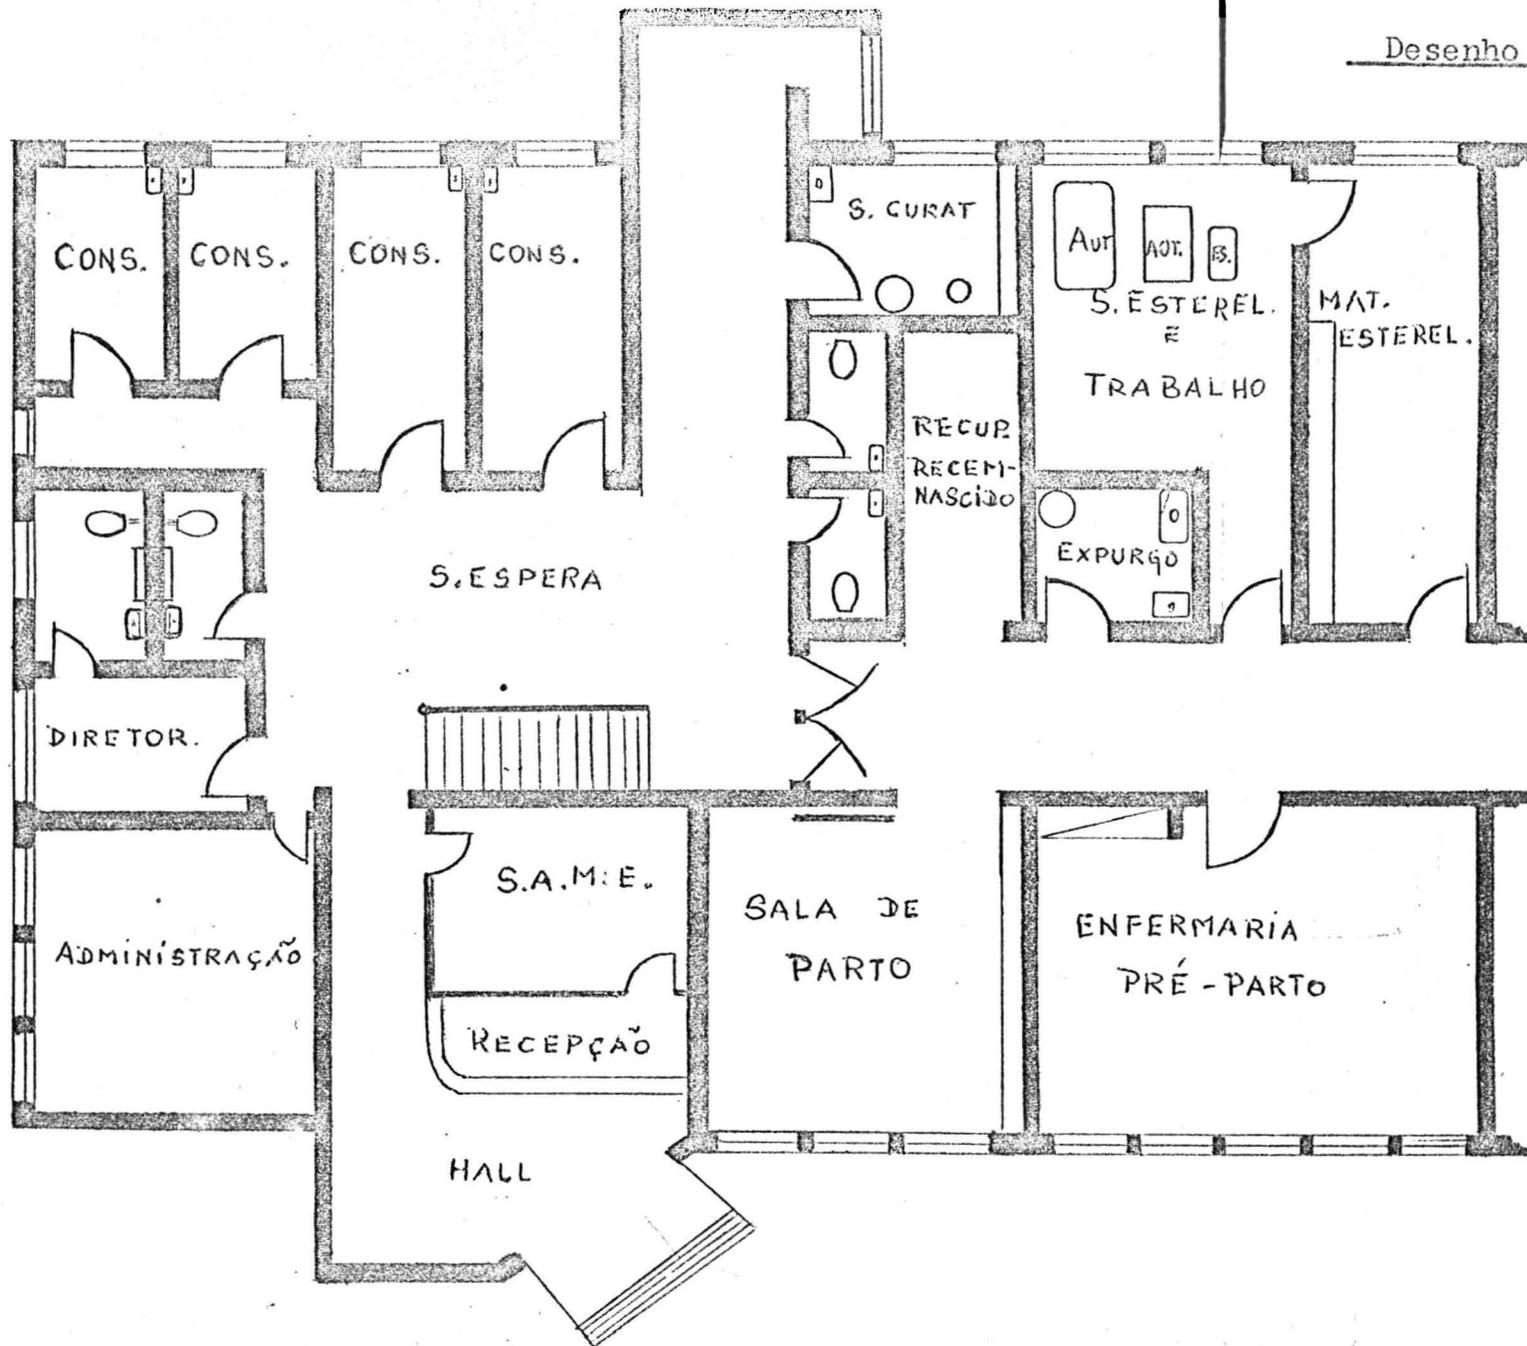 Desenho
CONS.
CONS.
CONS.
CONS.
S. CURAT
AUT
AUT.
ES.
S. ESTEREL.
E
TRABALHO
MAT.
ESTEREL.
RECUP.
RECEM-
NASCIDO
EXPURGO
S. ESPERA
DIRETOR.
S.A.M.E.
SALA DE
PARTO
ENFERMARIA
PRÉ-PARTO
ADMINISTRAÇÃO
RECEPÇÃO
HALL